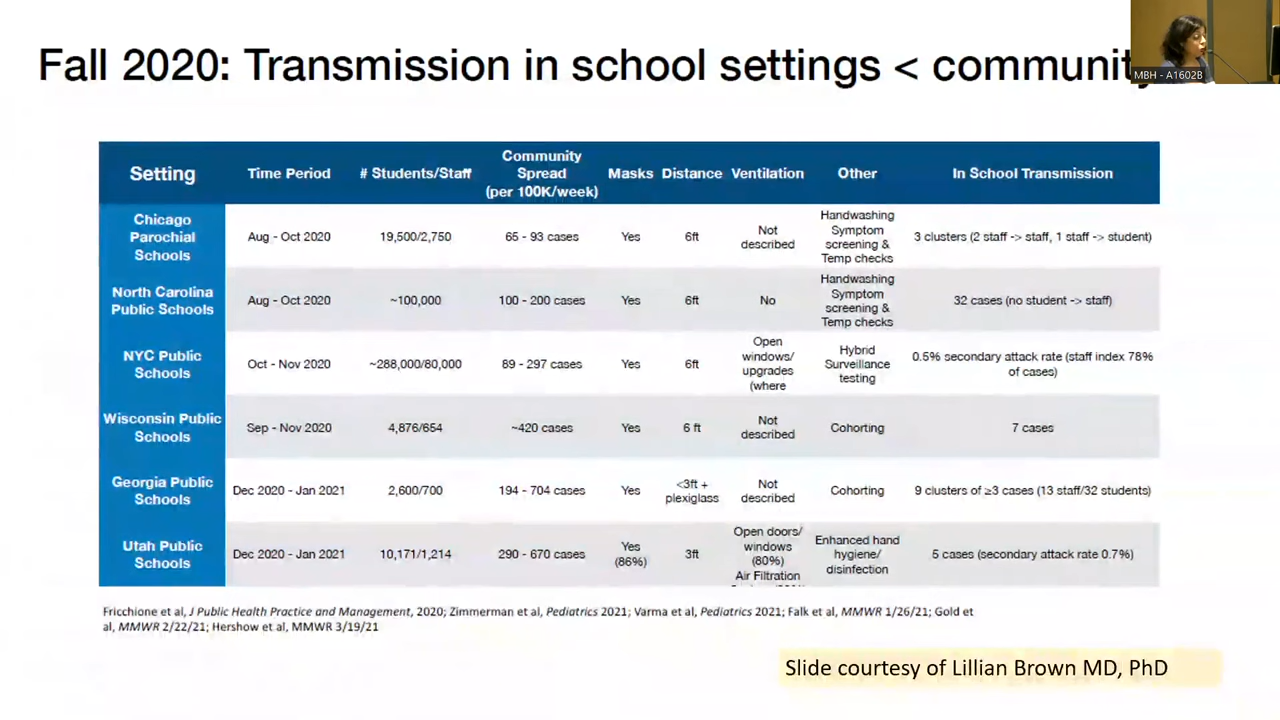 Fall 2020: Transmission in school settings < community
MBH - A1602B
Setting
Time Period
# Students/Staff
Community
Spread
(per 100K/week)
Masks
Distance
Ventilation
Other
In School Transmission
Chicago
Parochial
Schools
Aug - Oct 2020
19,500/2,750
65 - 93 cases
Yes
6ft
Not
described
Handwashing
Symptom
screening &
Temp checks
3 clusters (2 staff -> staff, 1 staff -> student)
North Carolina
Public Schools
Aug - Oct 2020
~100,000
100 - 200 cases
Yes
6ft
No
Handwashing
Symptom
screening &
Temp checks
32 cases (no student -> staff)
NYC Public
Schools
Oct - Nov 2020
~288,000/80,000
89 - 297 cases
Yes
6ft
Open
windows/
upgrades
(where
Hybrid
Surveillance
testing
0.5% secondary attack rate (staff index 78%
of cases)
Wisconsin Public
Schools
Sep - Nov 2020
4,876/654
~420 cases
Yes
6 ft
Not
described
Cohorting
7 cases
Georgia Public
Schools
Dec 2020 - Jan 2021
2,600/700
194 - 704 cases
Yes
<3ft +
plexiglass
Not
described
Cohorting
9 clusters of ≥3 cases (13 staff/32 students)
Utah Public
Schools
Dec 2020 - Jan 2021
10,171/1,214
290 - 670 cases
Yes
(86%)
3ft
Open doors/
windows
(80%)
Air Filtration
Enhanced hand
hygiene/
disinfection
5 cases (secondary attack rate 0.7%)
Fricchione et al, J Public Health Practice and Management, 2020; Zimmerman et al, Pediatrics 2021; Varma et al, Pediatrics 2021; Falk et al, MMWR 1/26/21; Gold et
al, MMWR 2/22/21; Hershow et al, MMWR 3/19/21
Slide courtesy of Lillian Brown MD, PhD